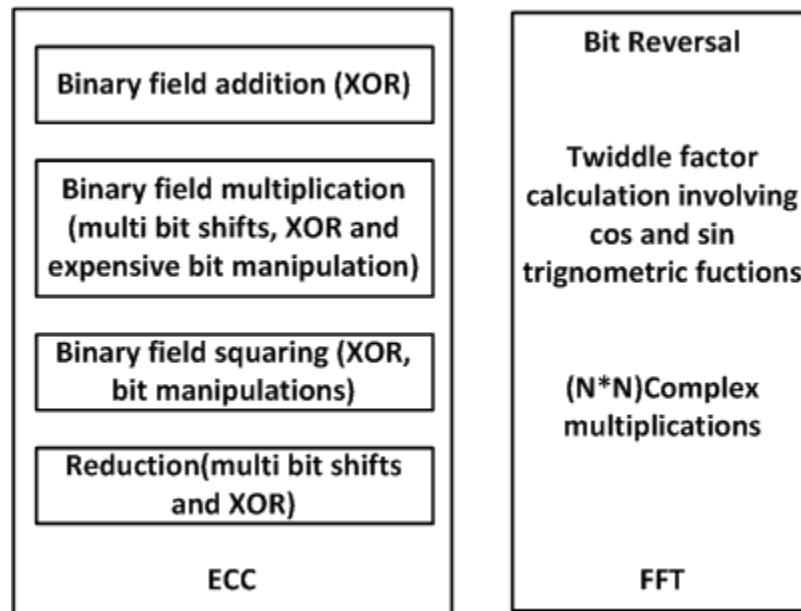 Binary field addition (XOR)
Binary field multiplication
(multi bit shifts, XOR and
expensive bit manipulation)
Binary field squaring (XOR,
bit manipulations)
Reduction(multi bit shifts
and XOR)
ECC
Bit Reversal
Twiddle factor
calculation involving
cos and sin
trignometric fuctions
(N*N)Complex
multiplications
FFT